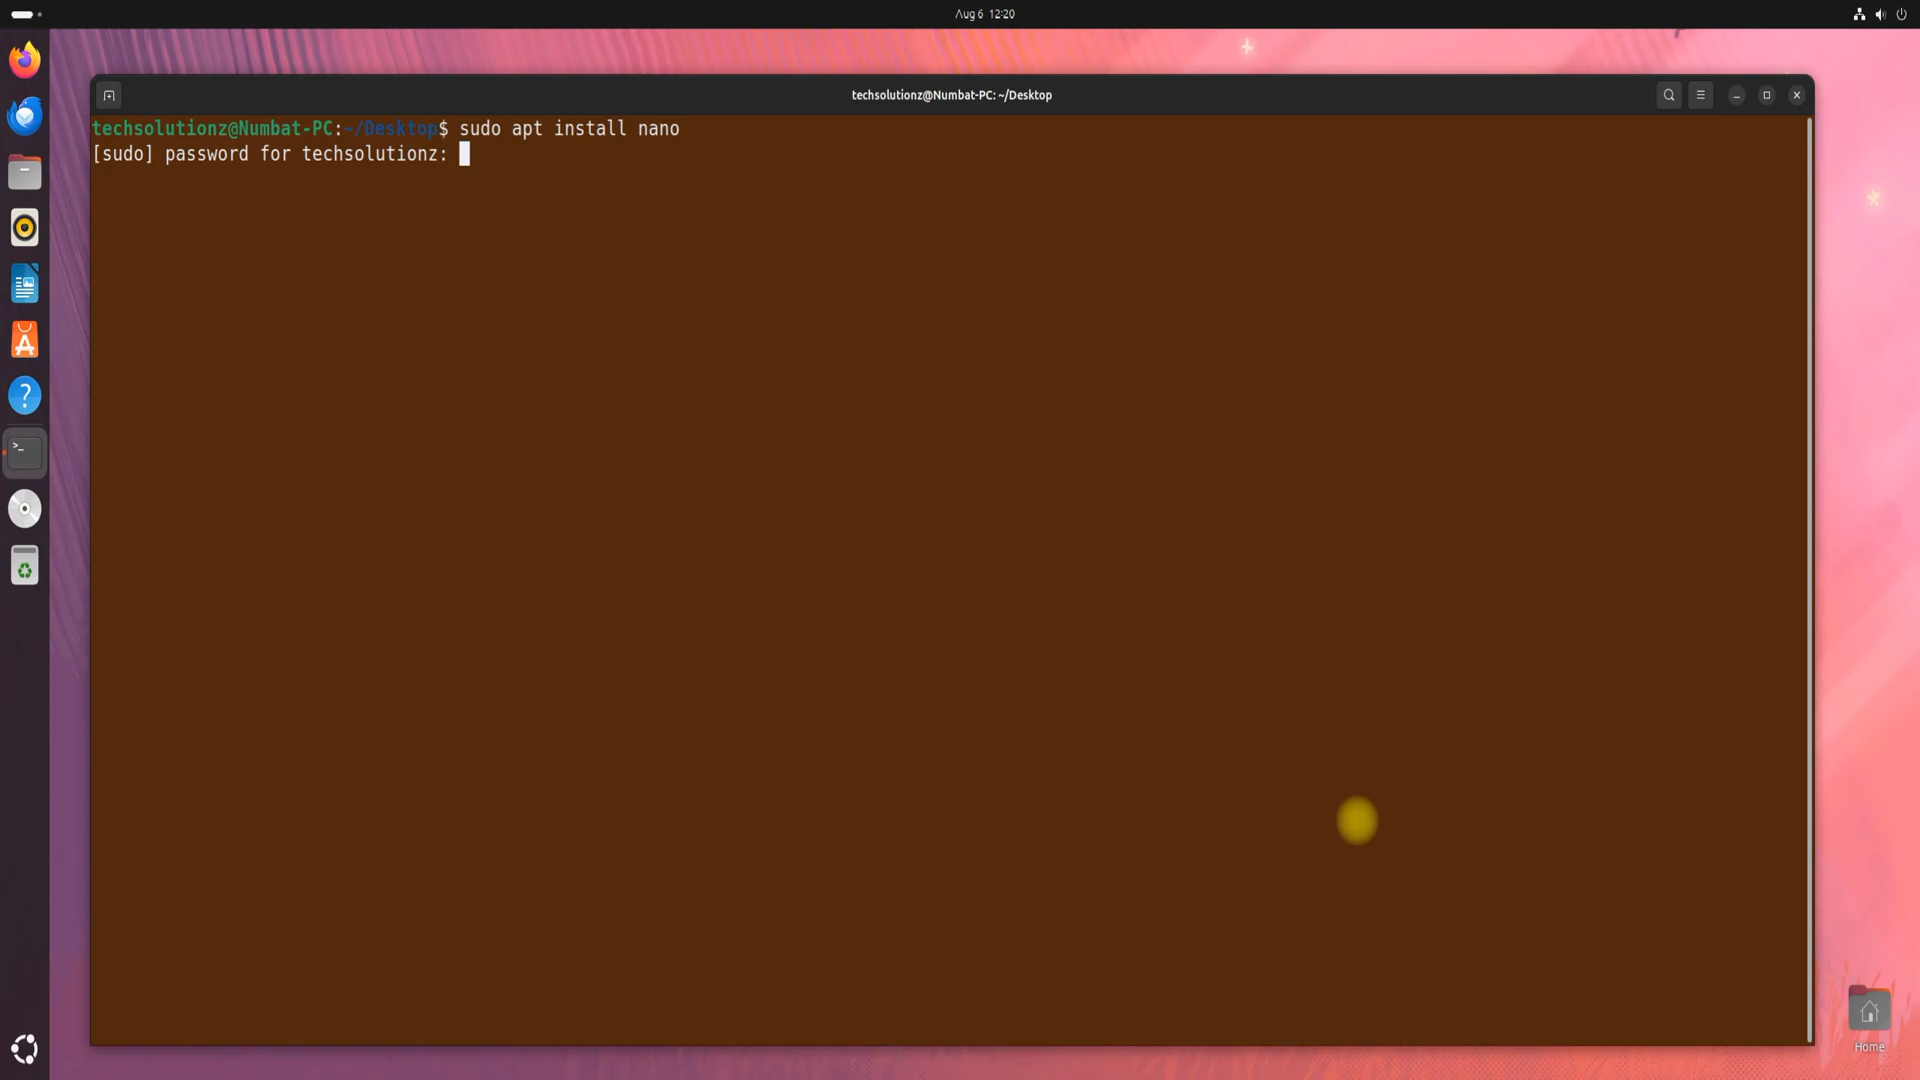 Aug 6 12:20
techsolutionz@Numbat-PC: ~/Desktop
techsolutionz@Numbat-PC:~/Desktop$ sudo apt install nano
[sudo] password for techsolutionz:
Home